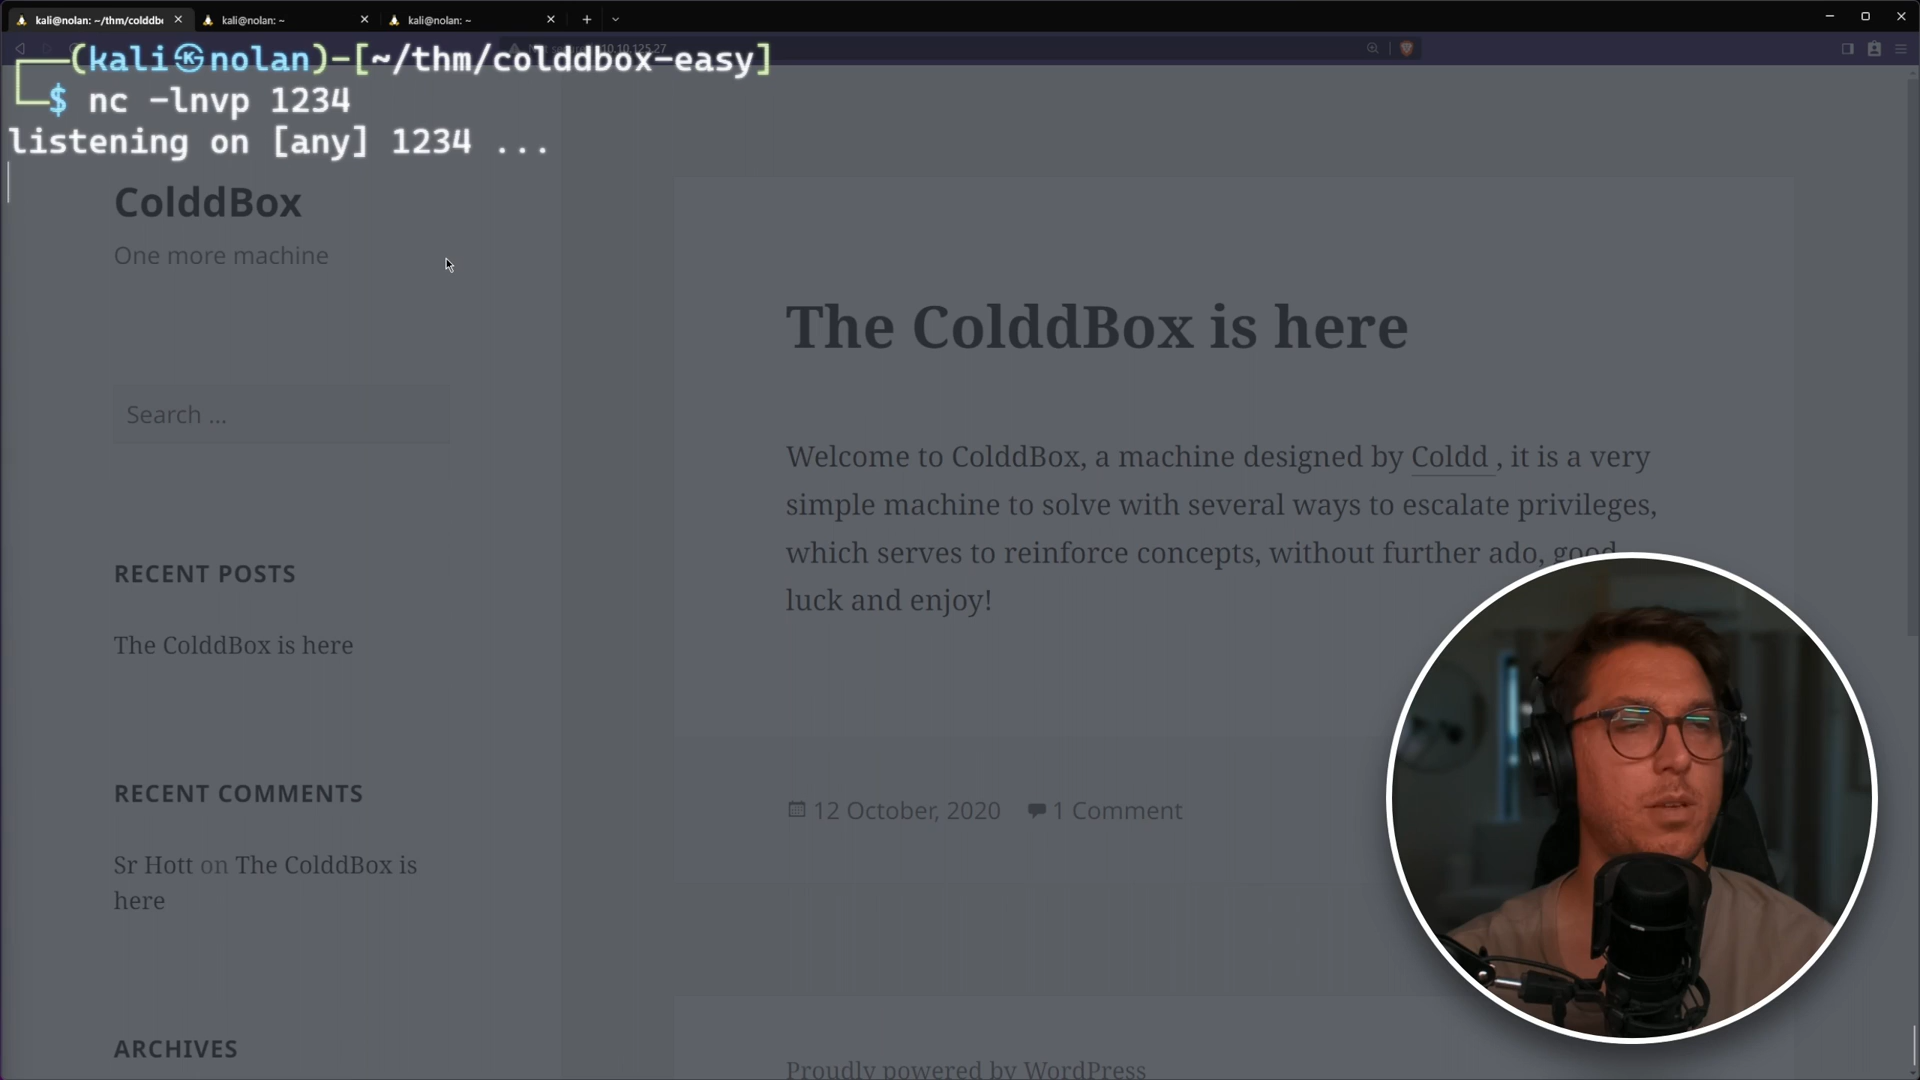 kali@nolan: ~/thm/colddb
kali@nolan: ~
kali@nolan: ~
10.10.125.27
(kali㉿nolan)-[~/thm/colddbox-easy]
$ nc -lnvp 1234
listening on [any] 1234 ...
ColddBox
One more machine
Search ...
RECENT POSTS
The ColddBox is here
RECENT COMMENTS
Sr Hott on The ColddBox is
here
ARCHIVES
The ColddBox is here
Welcome to ColddBox, a machine designed by Coldd , it is a very
simple machine to solve with several ways to escalate privileges,
which serves to reinforce concepts, without further ado, good
luck and enjoy!
12 October, 2020 1 Comment
Proudly powered by WordPress